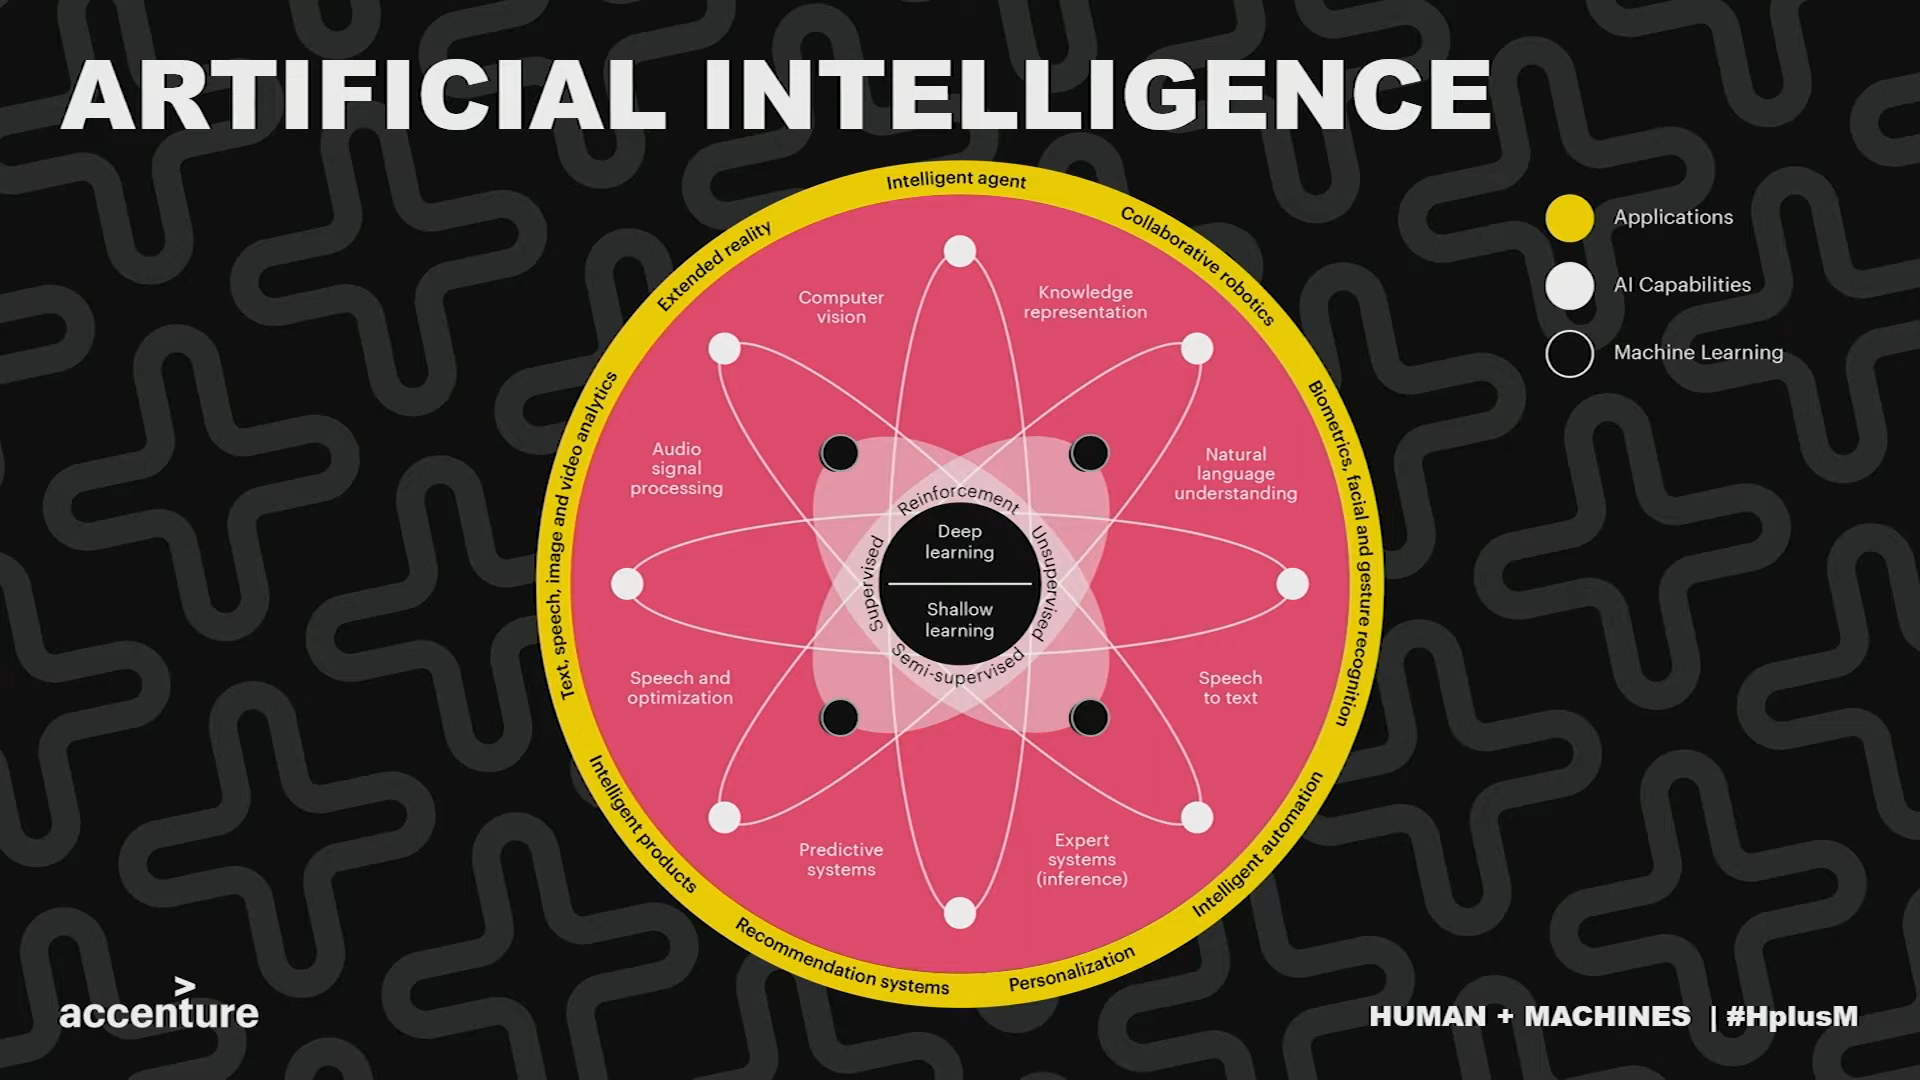 ARTIFICIAL INTELLIGENCE
Applications
AI Capabilities
Machine Learning
Intelligent agent
Collaborative robotics
Biometrics, facial and gesture recognition
Intelligent automation
Personalization
Recommendation systems
Intelligent products
Text, speech, image and video analytics
Extended reality
Computer
vision
Knowledge
representation
Audio
signal
processing
Natural
language
understanding
Speech and
optimization
Speech
to text
Predictive
systems
Expert
systems
(inference)
Reinforcement
Unsupervised
Semi-supervised
Supervised
Deep
learning
Shallow
learning
>
accenture
HUMAN + MACHINES | #HplusM